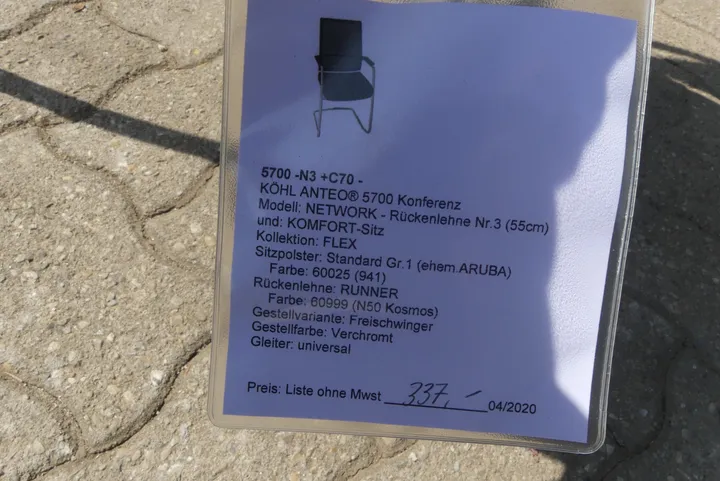 5700 -N3 +C70 -
KÖHL ANTEO® 5700 Konferenz
Modell: NETWORK - Rückenlehne Nr.3 (55cm)
und: KOMFORT-Sitz
Kollektion: FLEX
Sitzpolster: Standard Gr.1 (ehem.ARUBA)
Farbe: 60025 (941)
Rückenlehne: RUNNER
Farbe: 60999 (N50 Kosmos)
Gestellvariante: Freischwinger
Gestellfarbe: Verchromt
Gleiter: universal
Preis: Liste ohne Mwst 337,- 04/2020